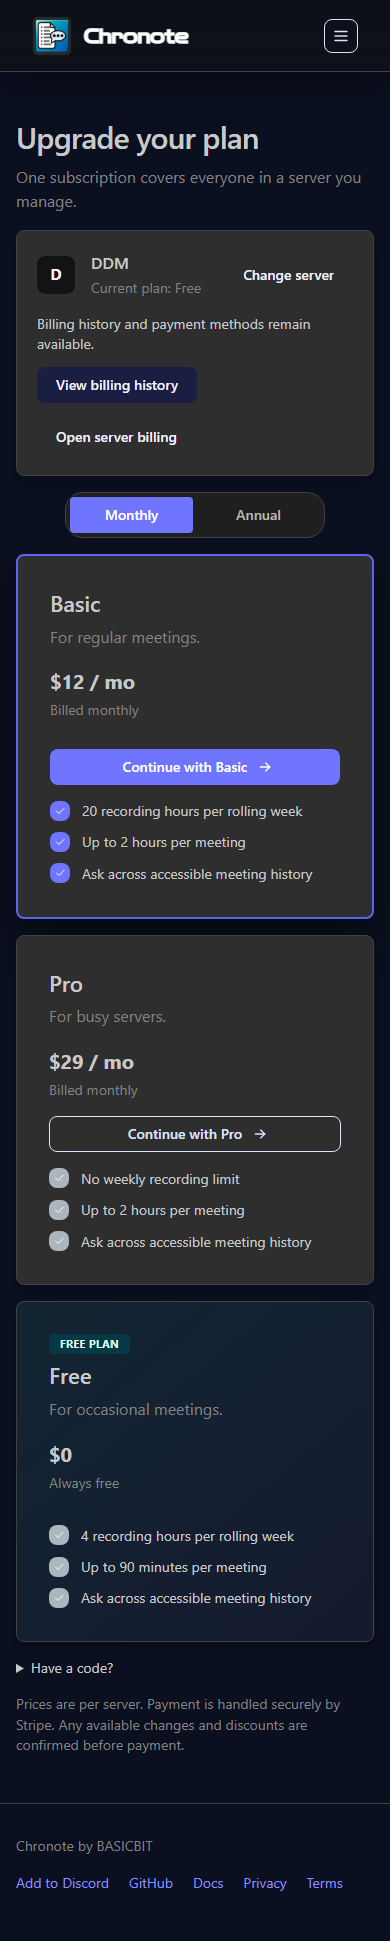 Chronote
Upgrade your plan
One subscription covers everyone in a server you
manage.
D
DDM
Current plan: Free
Change server
Billing history and payment methods remain
available.
View billing history
Open server billing
Monthly
Annual
Basic
For regular meetings.
$12 / mo
Billed monthly
Continue with Basic →
20 recording hours per rolling week
Up to 2 hours per meeting
Ask across accessible meeting history
Pro
For busy servers.
$29 / mo
Billed monthly
Continue with Pro →
No weekly recording limit
Up to 2 hours per meeting
Ask across accessible meeting history
FREE PLAN
Free
For occasional meetings.
$0
Always free
4 recording hours per rolling week
Up to 90 minutes per meeting
Ask across accessible meeting history
Have a code?
Prices are per server. Payment is handled securely by
Stripe. Any available changes and discounts are
confirmed before payment.
Chronote by BASICBIT
Add to Discord GitHub Docs Privacy Terms